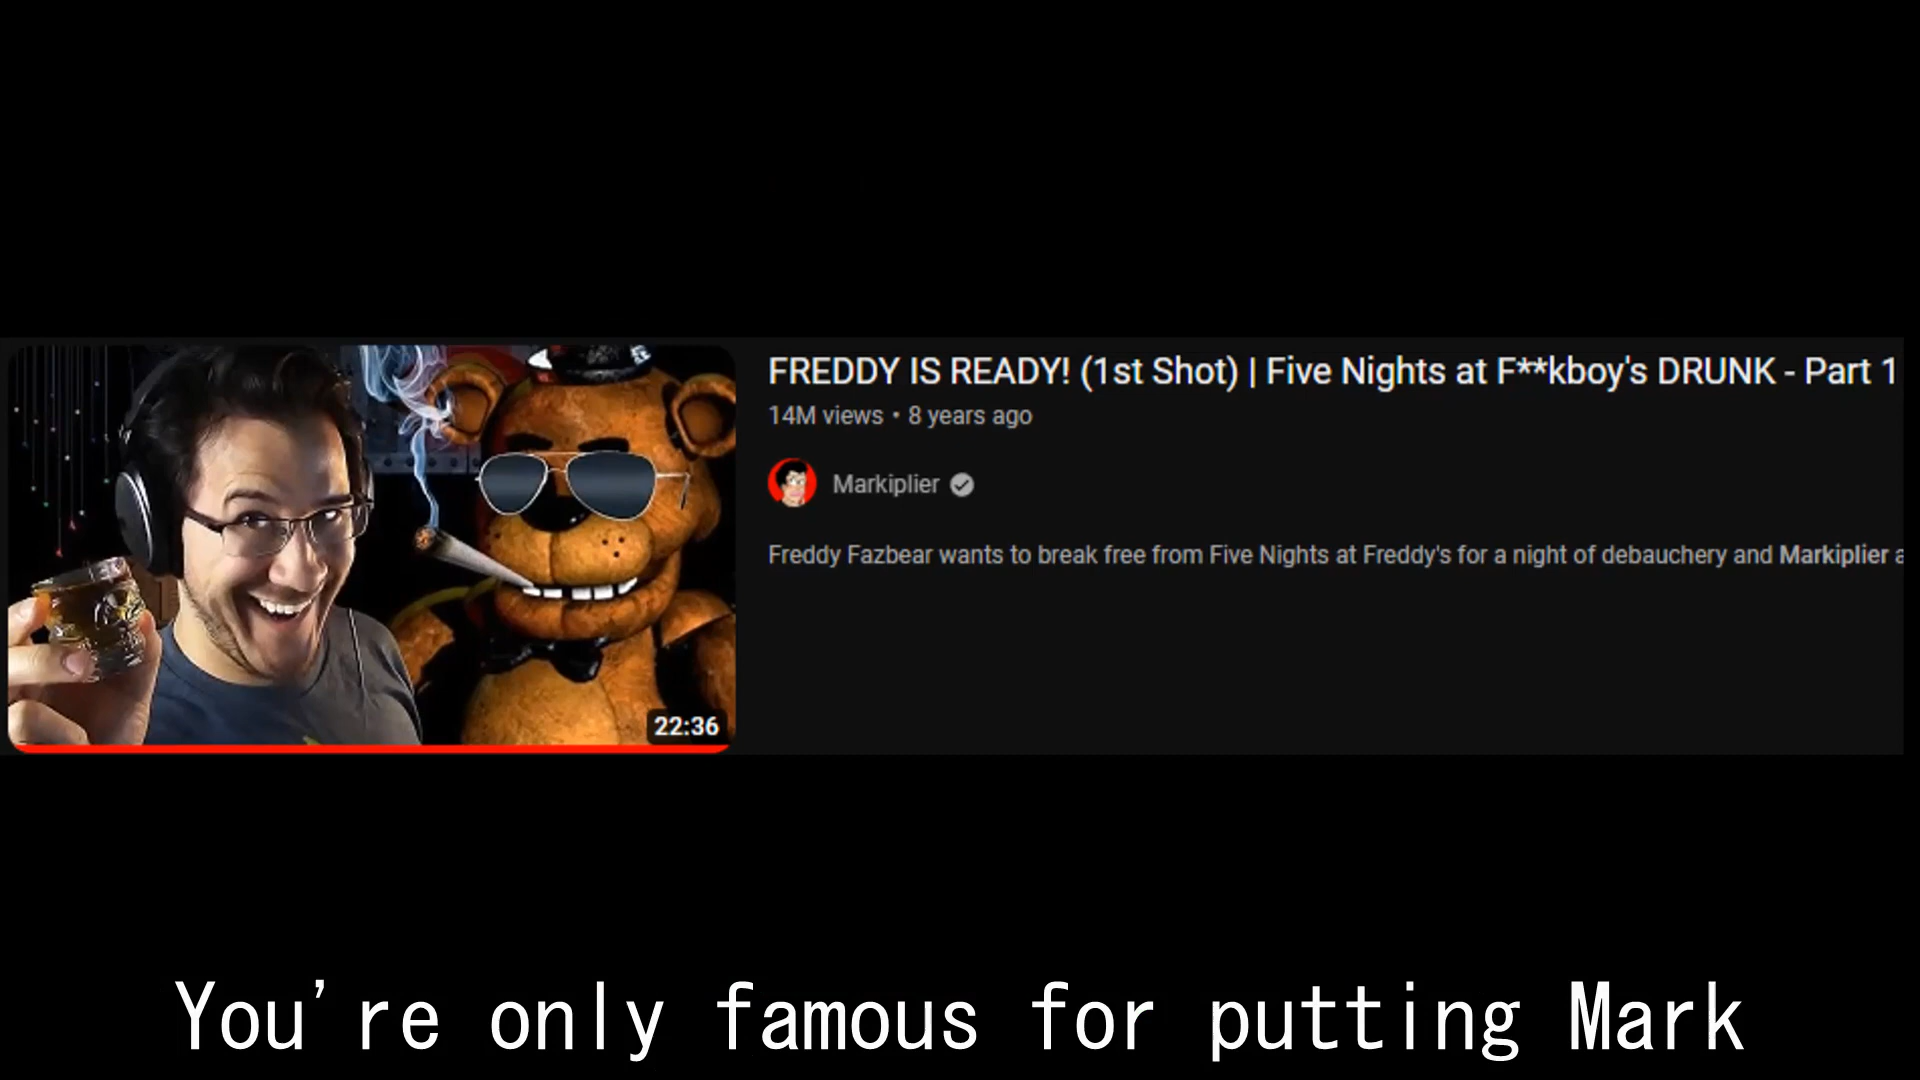 FREDDY IS READY! (1st Shot) | Five Nights at F**kboy's DRUNK - Part 1
14M views • 8 years ago
Markiplier
Freddy Fazbear wants to break free from Five Nights at Freddy's for a night of debauchery and Markiplier a
22:36
You're only famous for putting Mark